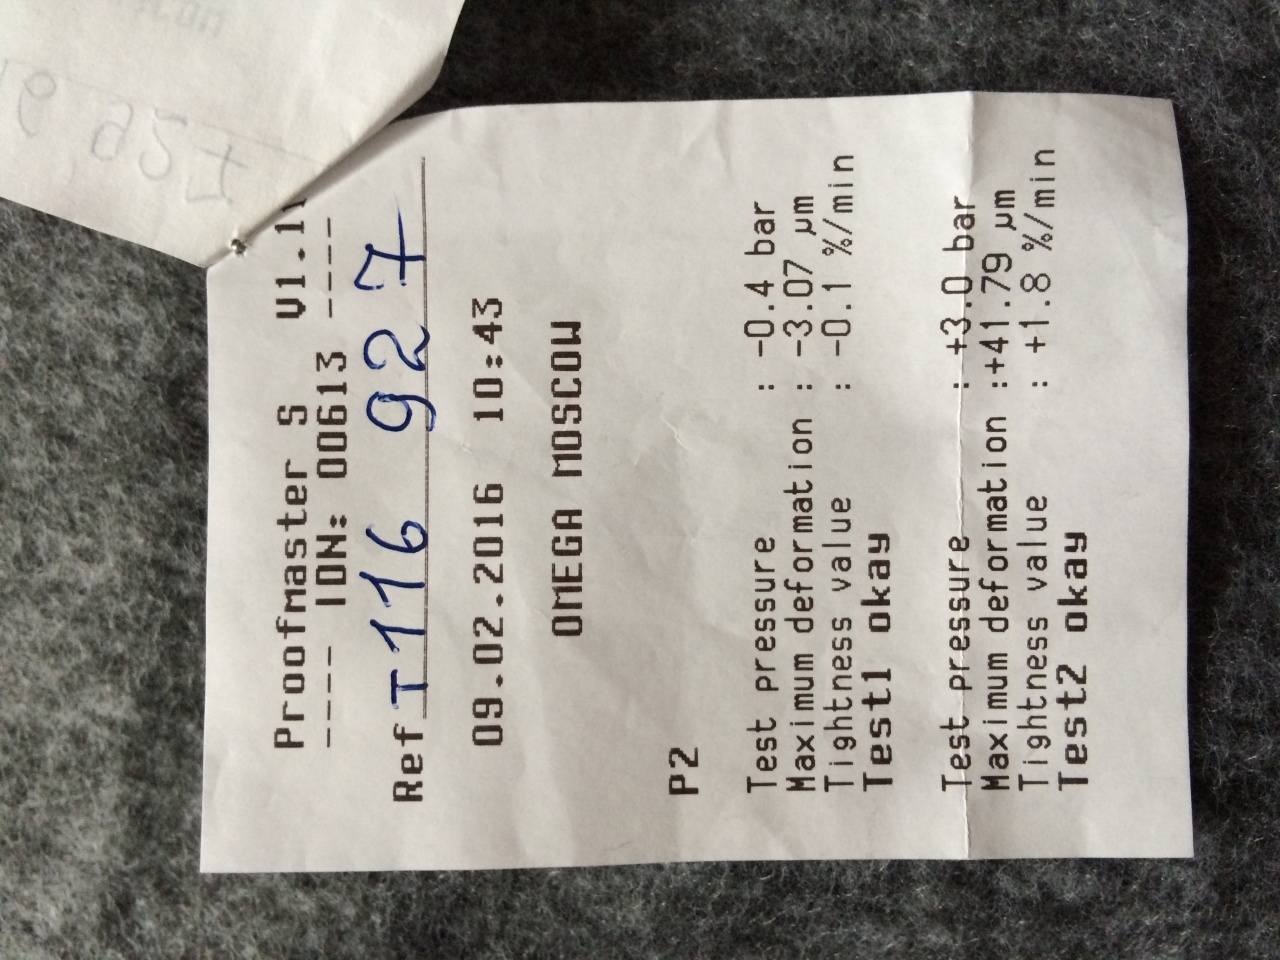 Proofmaster S V1.1
---- IDN: 00613 ----
Ref T116 927
09.02.2016 10:43
OMEGA MOSCOW
P2
Test pressure : -0.4 bar
Maximum deformation : -3.07 µm
Tightness value : -0.1 %/min
Test1 okay
Test pressure : +3.0 bar
Maximum deformation :+41.79 µm
Tightness value : +1.8 %/min
Test2 okay